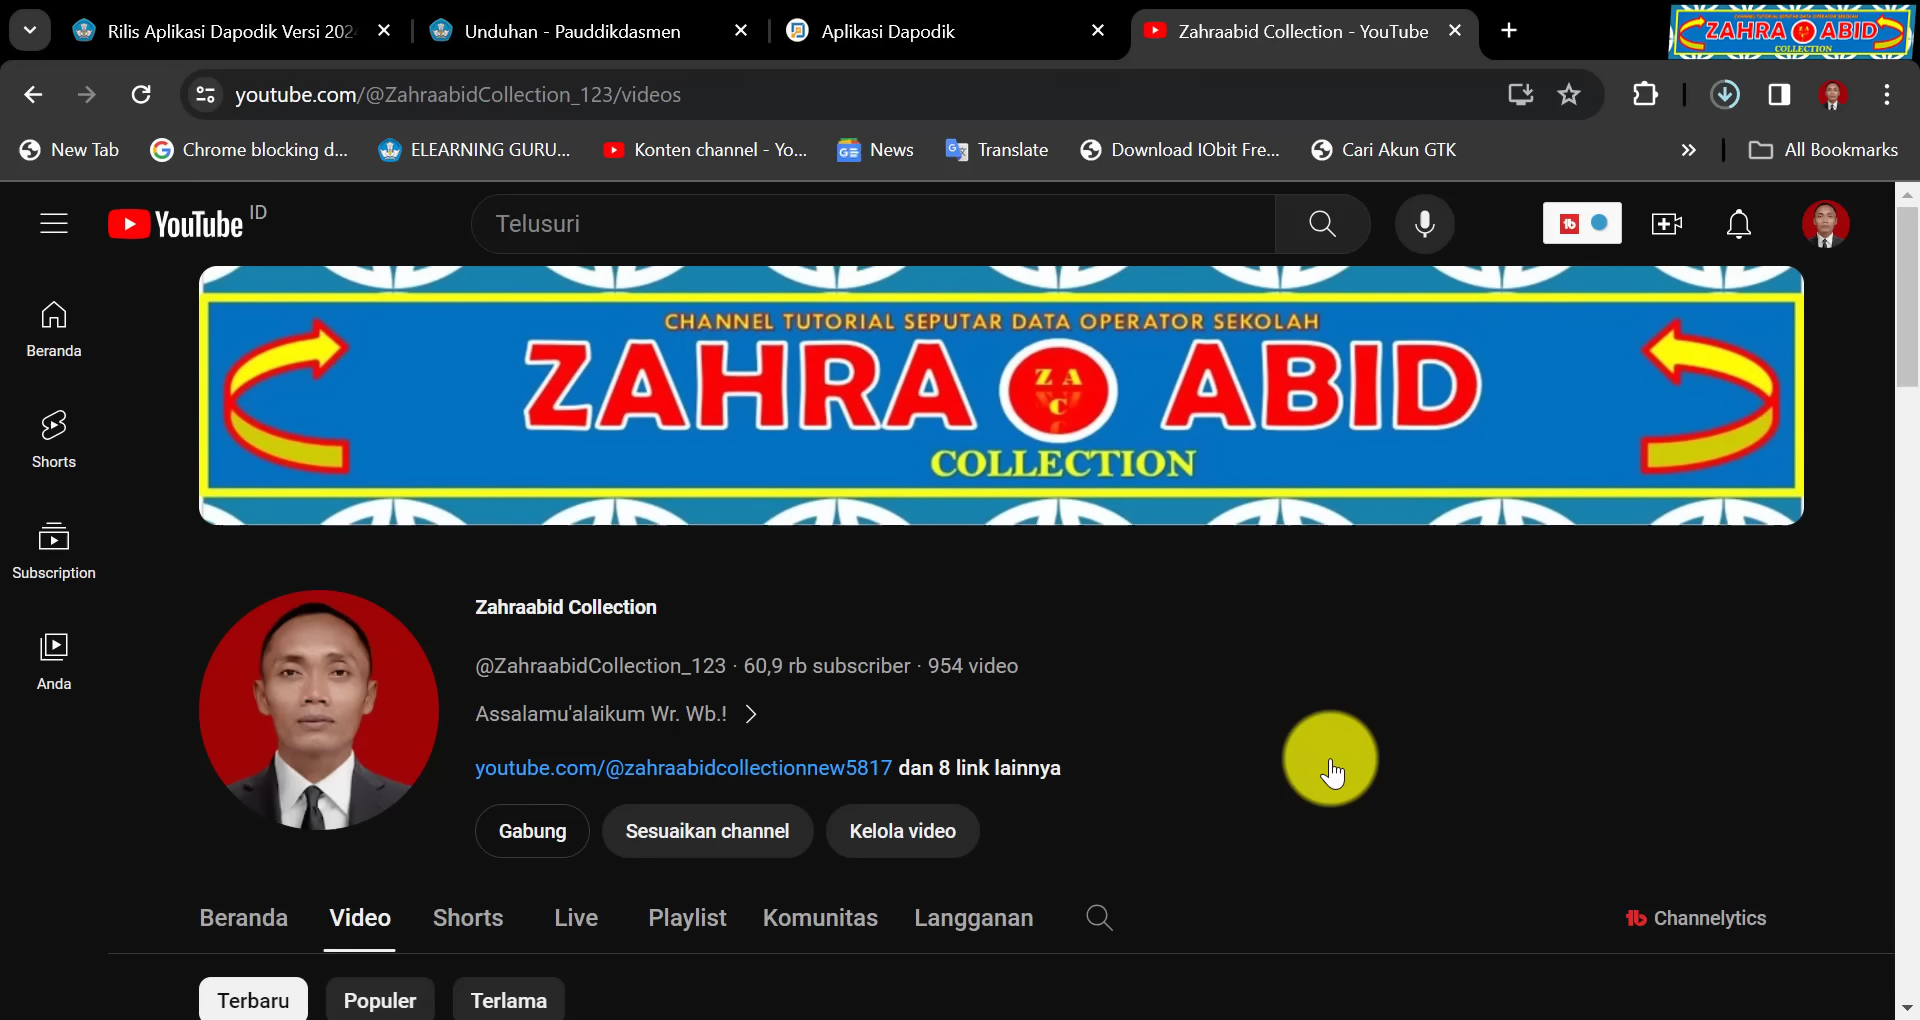 Rilis Aplikasi Dapodik Versi 202
Unduhan - Pauddikdasmen
Aplikasi Dapodik
Zahraabid Collection - YouTube
ZAHRA ABID
COLLECTION
youtube.com/@ZahraabidCollection_123/videos
New Tab
Chrome blocking d...
ELEARNING GURU...
Konten channel - Yo...
News
Translate
Download IObit Fre...
Cari Akun GTK
All Bookmarks
YouTube ID
Telusuri
Beranda
Shorts
Subscription
Anda
CHANNEL TUTORIAL SEPUTAR DATA OPERATOR SEKOLAH
ZAHRA ZAC ABID
COLLECTION
Zahraabid Collection
@ZahraabidCollection_123 · 60,9 rb subscriber · 954 video
Assalamu'alaikum Wr. Wb.!
youtube.com/@zahraabidcollectionnew5817 dan 8 link lainnya
Gabung Sesuaikan channel Kelola video
Beranda Video Shorts Live Playlist Komunitas Langganan Channelytics
Terbaru Populer Terlama